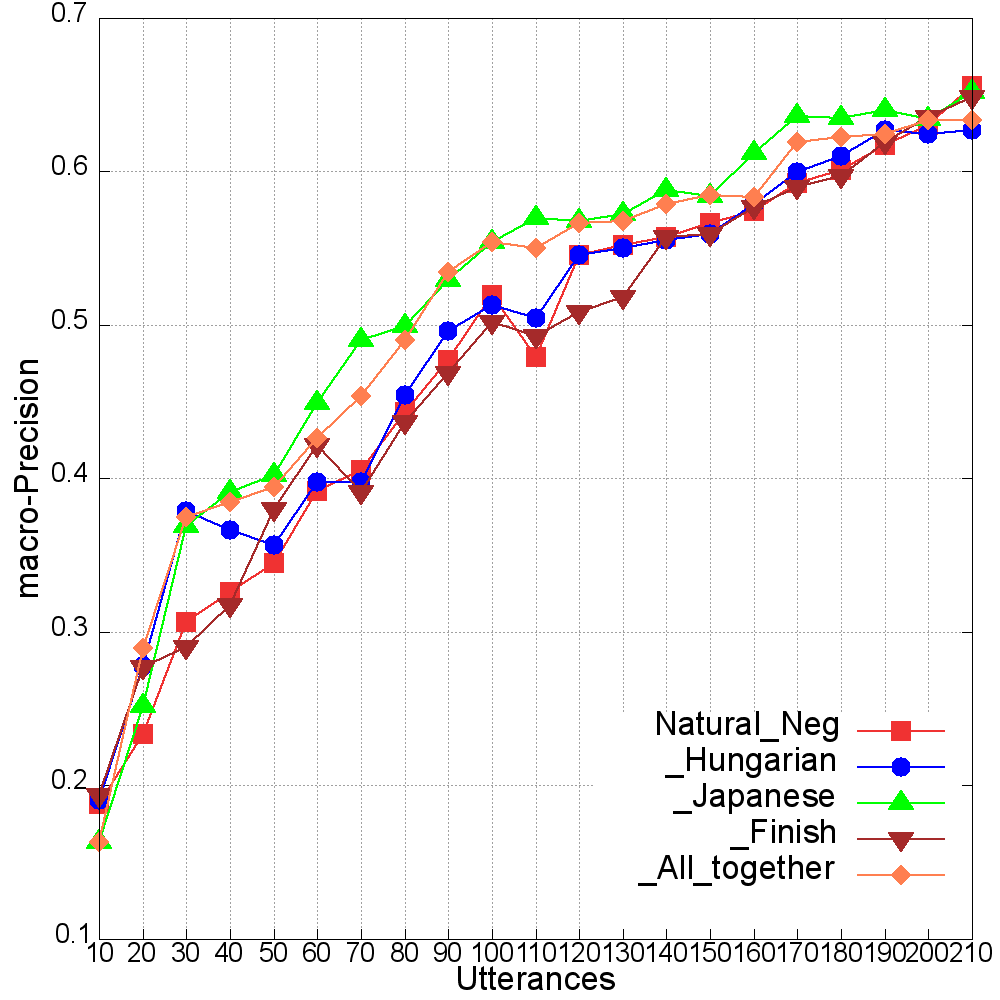 0.7
0.6
0.5
0.4
0.3
0.2
0.1
macro-Precision
Natural_Neg
_Hungarian
_Japanese
_Finish
_All_together
10 20 30 40 50 60 70 80 90 100 110 120 130 140 150 160 170 180 190 200 210
Utterances